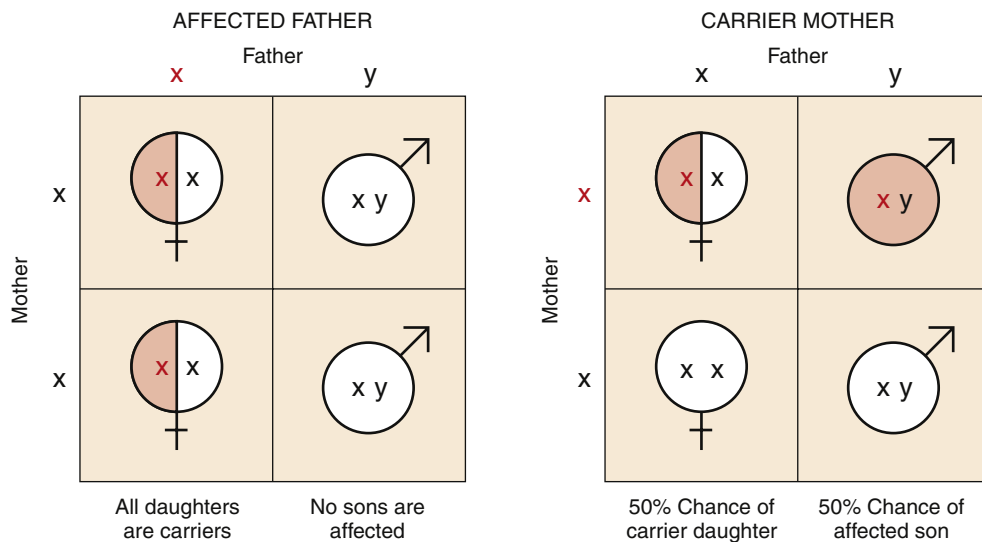 AFFECTED FATHER
Father
x y
Mother
x
x x
x y
x
x x
x y
All daughters
are carriers
No sons are
affected
CARRIER MOTHER
Father
x y
Mother
x
x x
x y
x
x x
x y
50% Chance of
carrier daughter
50% Chance of
affected son